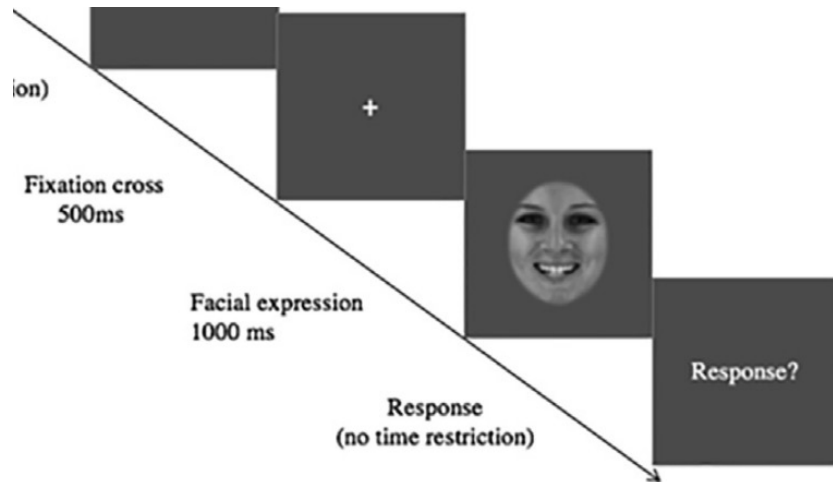 ion)
Fixation cross
500ms
Facial expression
1000 ms
Response?
Response
(no time restriction)